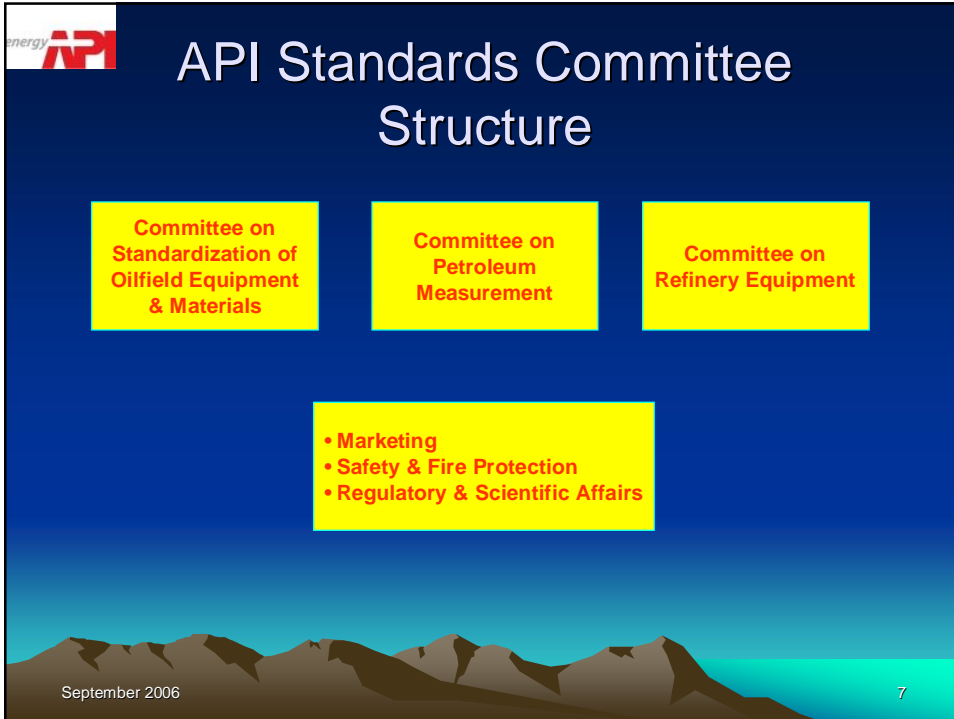 energy API
API Standards Committee
Structure
Committee on
Standardization of
Oilfield Equipment
& Materials
Committee on
Petroleum
Measurement
Committee on
Refinery Equipment
• Marketing
• Safety & Fire Protection
• Regulatory & Scientific Affairs
September 2006
7